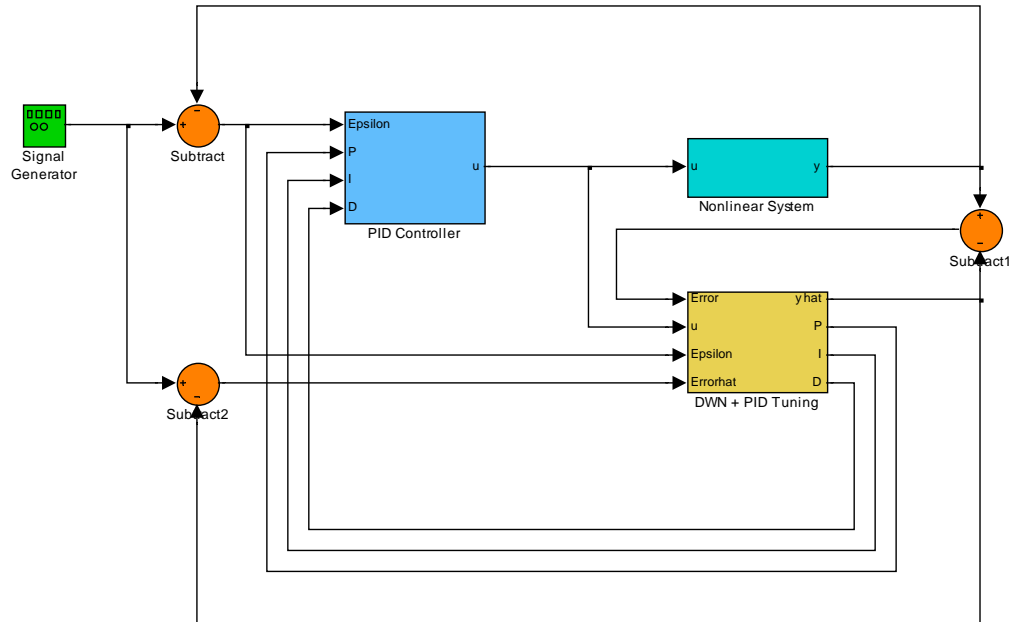 Signal
Generator
+
−
Subtract
Epsilon
P
I
D
u
PID Controller
u
y
Nonlinear System
+
−
Subtract1
Error
u
Epsilon
Errorhat
yhat
P
I
D
DWN + PID Tuning
+
−
Subtract2